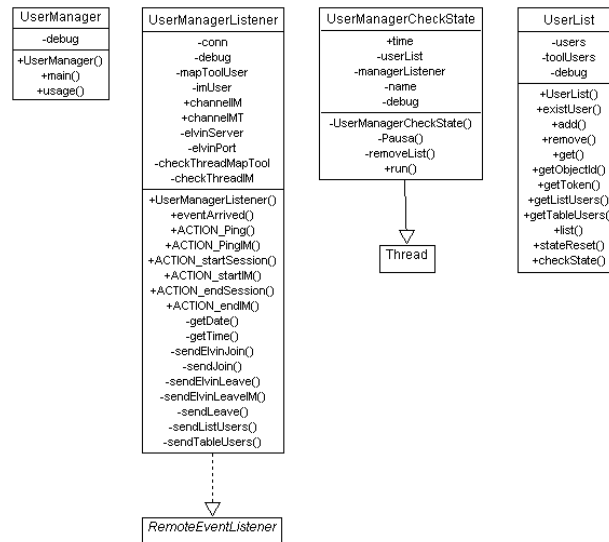 UserManager
-debug
+UserManager()
+main()
+usage()
UserManagerListener
-conn
-debug
-mapToolUser
-imUser
+channelIM
+channelMT
-elvinServer
-elvinPort
-checkThreadMapTool
-checkThreadIM
+UserManagerListener()
+eventArrived()
+ACTION_Ping()
+ACTION_PingIM()
+ACTION_startSession()
+ACTION_startIM()
+ACTION_endSession()
+ACTION_endIM()
-getDate()
-getTime()
-sendElvinJoin()
-sendJoin()
-sendElvinLeave()
-sendElvinLeaveIM()
-sendLeave()
-sendListUsers()
-sendTableUsers()
RemoteEventListener
UserManagerCheckState
+time
-userList
-managerListener
-name
-debug
-UserManagerCheckState()
-Pausa()
-removeList()
+run()
Thread
UserList
-users
-toolUsers
-debug
+UserList()
+existUser()
+add()
+remove()
+get()
+getObjectId()
+getToken()
+getListUsers()
+getTableUsers()
+list()
+stateReset()
+checkState()